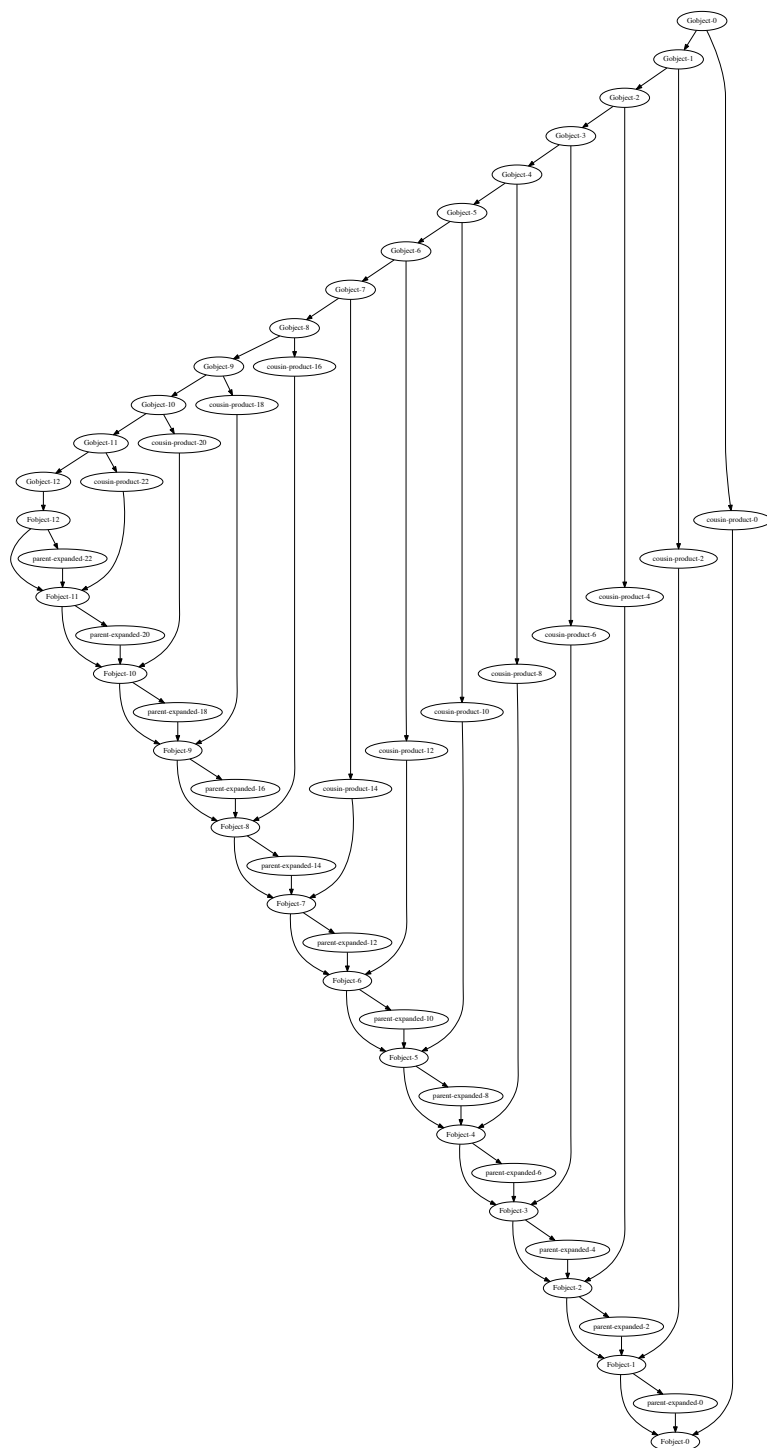 Gobject-0
Gobject-1
Gobject-2
Gobject-3
Gobject-4
Gobject-5
Gobject-6
Gobject-7
Gobject-8
Gobject-9
cousin-product-16
Gobject-10
cousin-product-18
Gobject-11
cousin-product-20
Gobject-12
cousin-product-22
Fobject-12
cousin-product-0
parent-expanded-22
cousin-product-2
Fobject-11
cousin-product-4
parent-expanded-20
cousin-product-6
Fobject-10
cousin-product-8
parent-expanded-18
cousin-product-10
Fobject-9
cousin-product-12
parent-expanded-16
cousin-product-14
Fobject-8
parent-expanded-14
Fobject-7
parent-expanded-12
Fobject-6
parent-expanded-10
Fobject-5
parent-expanded-8
Fobject-4
parent-expanded-6
Fobject-3
parent-expanded-4
Fobject-2
parent-expanded-2
Fobject-1
parent-expanded-0
Fobject-0